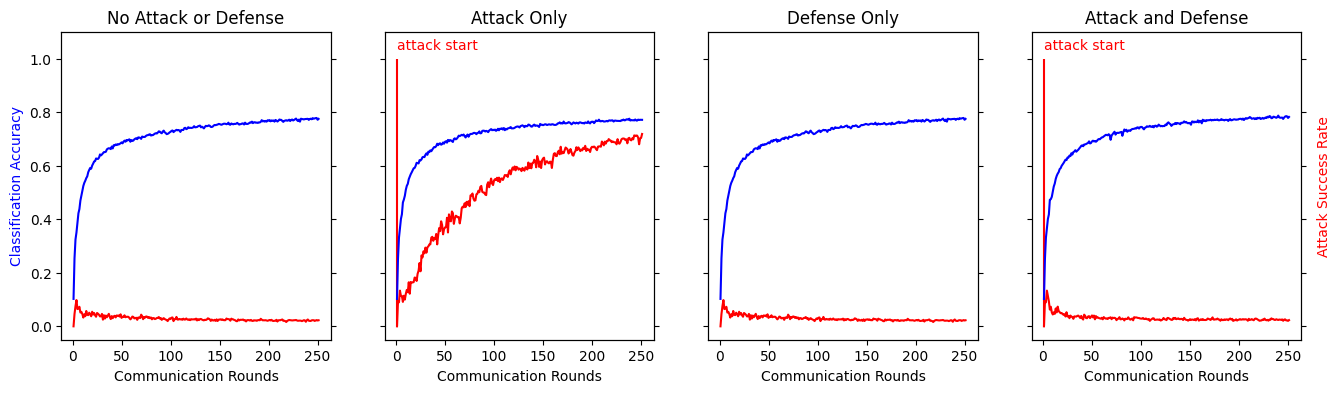 No Attack or Defense
Attack Only
Defense Only
Attack and Defense
attack start
attack start
Classification Accuracy
1.0
0.8
0.6
0.4
0.2
0.0
Attack Success Rate
0 50 100 150 200 250
0 50 100 150 200 250
0 50 100 150 200 250
0 50 100 150 200 250
Communication Rounds
Communication Rounds
Communication Rounds
Communication Rounds